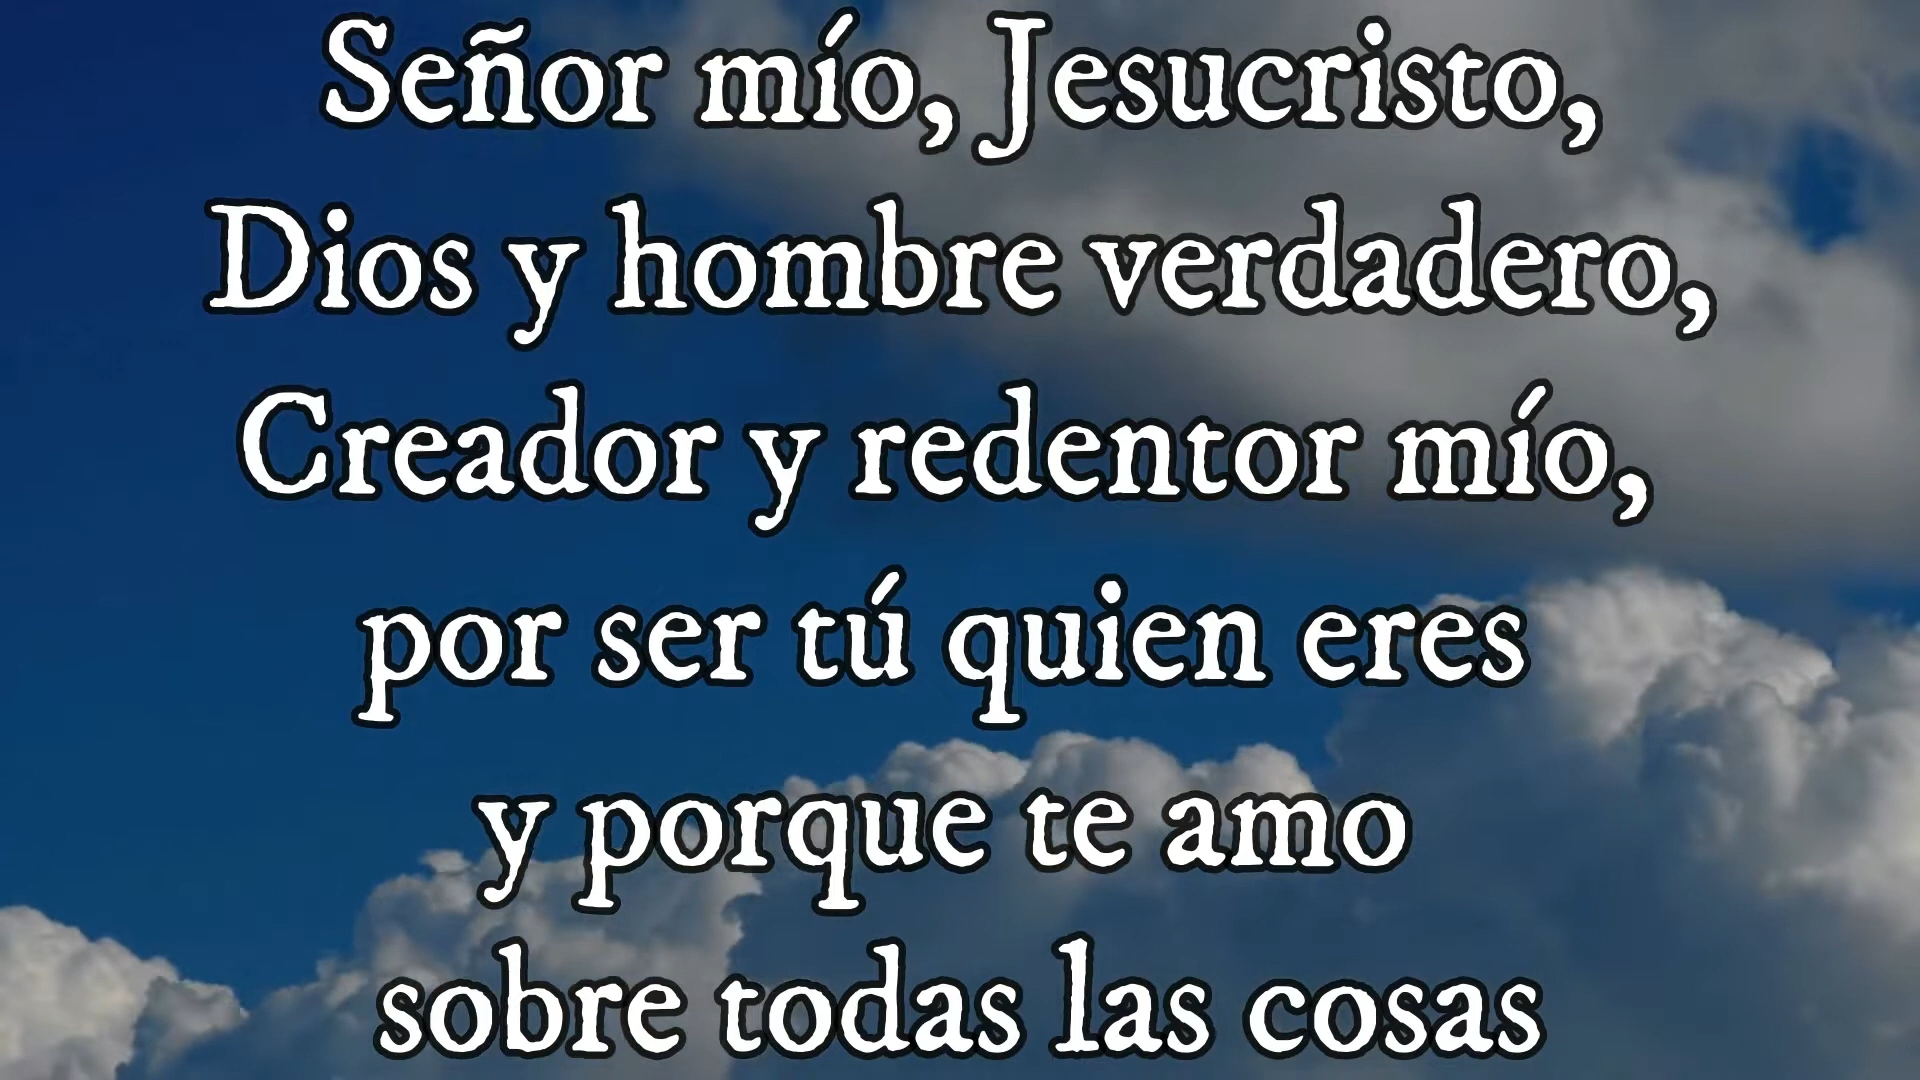 Señor mío, Jesucristo,
Dios y hombre verdadero,
Creador y redentor mío,
por ser tú quien eres
y porque te amo
sobre todas las cosas